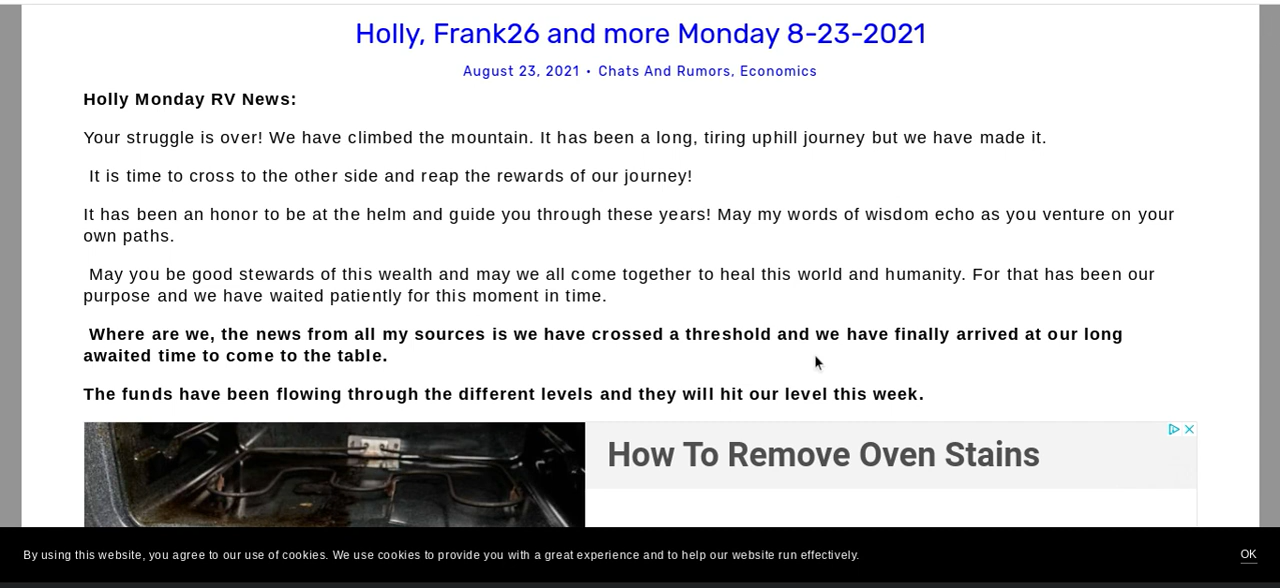 Holly, Frank26 and more Monday 8-23-2021
August 23, 2021 • Chats And Rumors, Economics
Holly Monday RV News:
Your struggle is over! We have climbed the mountain. It has been a long, tiring uphill journey but we have made it.
It is time to cross to the other side and reap the rewards of our journey!
It has been an honor to be at the helm and guide you through these years! May my words of wisdom echo as you venture on your
own paths.
May you be good stewards of this wealth and may we all come together to heal this world and humanity. For that has been our
purpose and we have waited patiently for this moment in time.
Where are we, the news from all my sources is we have crossed a threshold and we have finally arrived at our long
awaited time to come to the table.
The funds have been flowing through the different levels and they will hit our level this week.
How To Remove Oven Stains
By using this website, you agree to our use of cookies. We use cookies to provide you with a great experience and to help our website run effectively.
OK